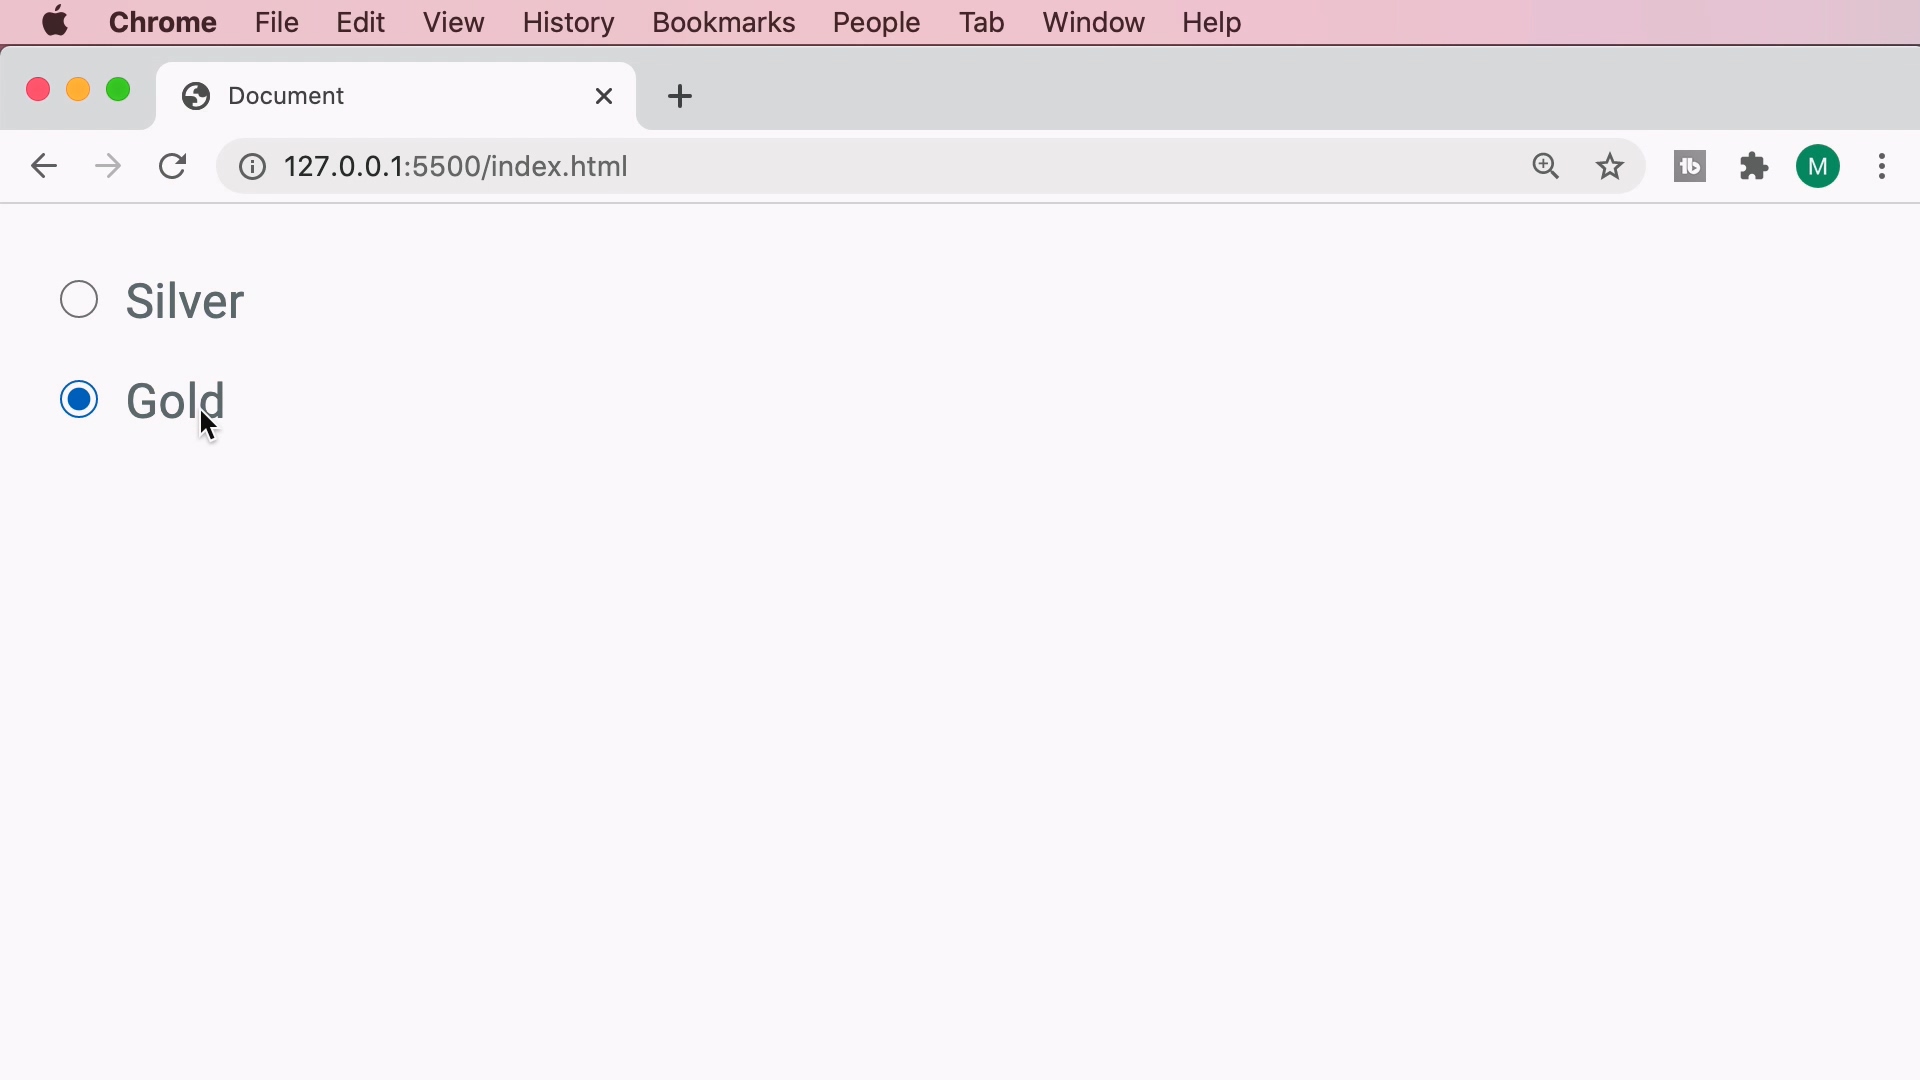 Chrome File Edit View History Bookmarks People Tab Window Help
Document
127.0.0.1:5500/index.html
M
Silver
Gold